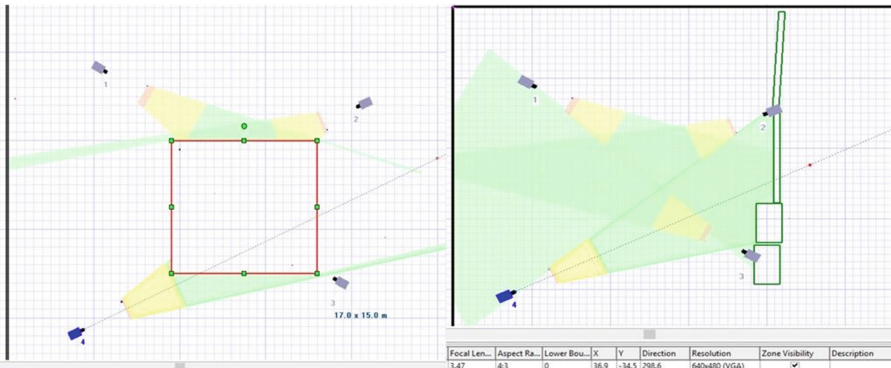 1
2
3
17.0 x 15.0 m
4
1
2
3
4
Focal Len... Aspect Ra... Lower Bou... X Y Direction Resolution Zone Visibility Description
3.47 4:3 0 36.9 -34.5 298.6 640x480 (VGA)